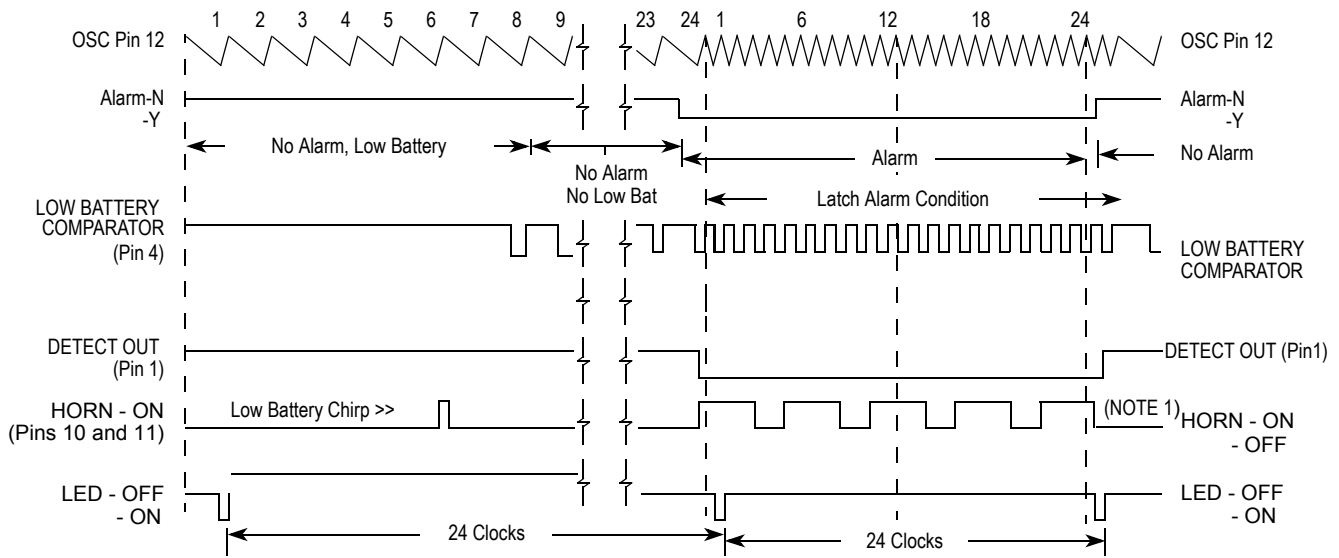 1 2 3 4 5 6 7 8 9 23 24 1 6 12 18 24
OSC Pin 12
OSC Pin 12
Alarm-N
-Y
Alarm-N
-Y
No Alarm, Low Battery
No Alarm
No Low Bat
Alarm
No Alarm
Latch Alarm Condition
LOW BATTERY
COMPARATOR
(Pin 4)
LOW BATTERY
COMPARATOR
DETECT OUT
(Pin 1)
DETECT OUT (Pin1)
HORN - ON
(Pins 10 and 11)
Low Battery Chirp >>
(NOTE 1)
HORN - ON
- OFF
LED - OFF
- ON
LED - OFF
- ON
24 Clocks
24 Clocks